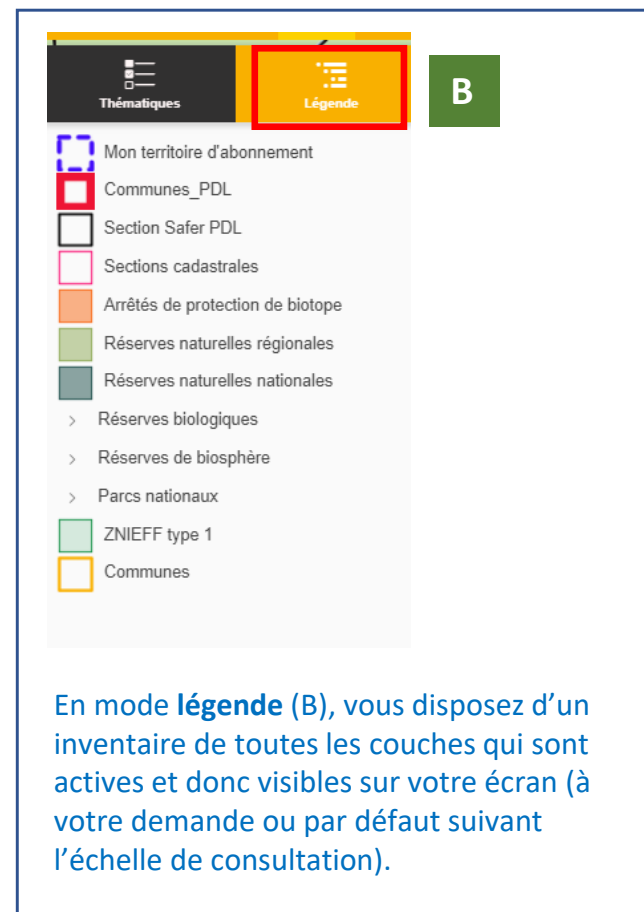 Thématiques
Légende
B
Mon territoire d'abonnement
Communes_PDL
Section Safer PDL
Sections cadastrales
Arrêtés de protection de biotope
Réserves naturelles régionales
Réserves naturelles nationales
> Réserves biologiques
> Réserves de biosphère
> Parcs nationaux
ZNIEFF type 1
Communes
En mode légende (B), vous disposez d’un
inventaire de toutes les couches qui sont
actives et donc visibles sur votre écran (à
votre demande ou par défaut suivant
l’échelle de consultation).